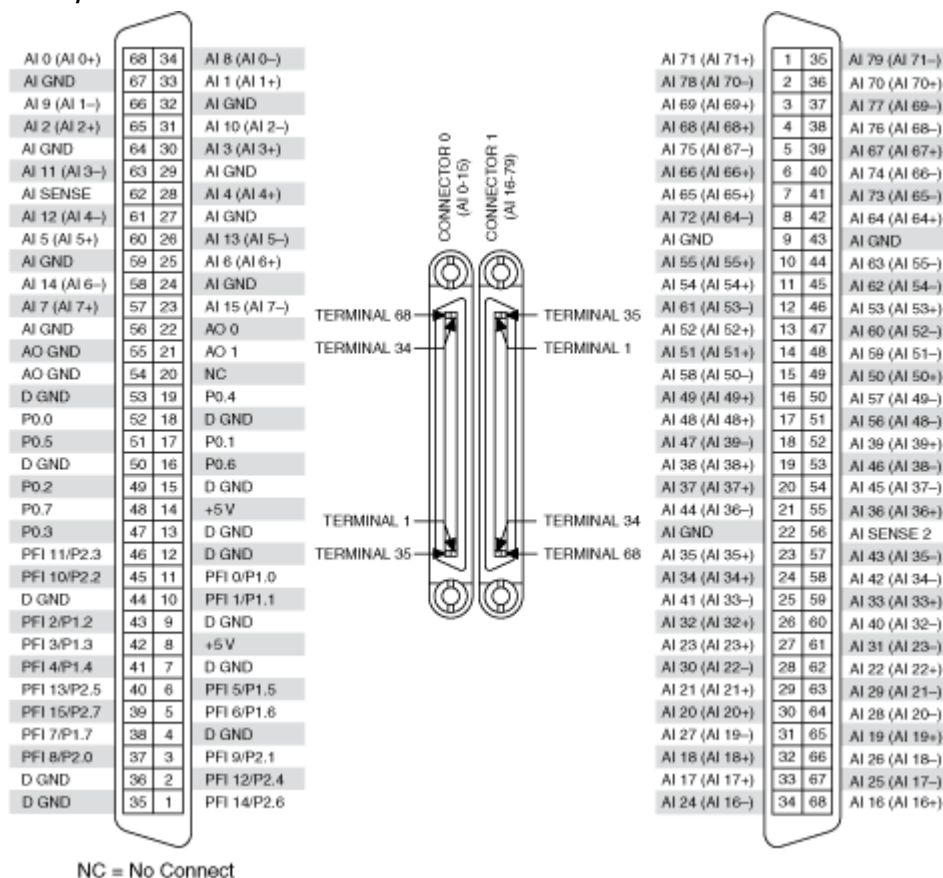 AI 0 (AI 0+) 68 34 AI 8 (AI 0–)
AI GND 67 33 AI 1 (AI 1+)
AI 9 (AI 1–) 66 32 AI GND
AI 2 (AI 2+) 65 31 AI 10 (AI 2–)
AI GND 64 30 AI 3 (AI 3+)
AI 11 (AI 3–) 63 29 AI GND
AI SENSE 62 28 AI 4 (AI 4+)
AI 12 (AI 4–) 61 27 AI GND
AI 5 (AI 5+) 60 26 AI 13 (AI 5–)
AI GND 59 25 AI 6 (AI 6+)
AI 14 (AI 6–) 58 24 AI GND
AI 7 (AI 7+) 57 23 AI 15 (AI 7–)
AI GND 56 22 AO 0
AO GND 55 21 AO 1
AO GND 54 20 NC
D GND 53 19 P0.4
P0.0 52 18 D GND
P0.5 51 17 P0.1
D GND 50 16 P0.6
P0.2 49 15 D GND
P0.7 48 14 +5 V
P0.3 47 13 D GND
PFI 11/P2.3 46 12 D GND
PFI 10/P2.2 45 11 PFI 0/P1.0
D GND 44 10 PFI 1/P1.1
PFI 2/P1.2 43 9 D GND
PFI 3/P1.3 42 8 +5 V
PFI 4/P1.4 41 7 D GND
PFI 13/P2.5 40 6 PFI 5/P1.5
PFI 15/P2.7 39 5 PFI 6/P1.6
PFI 7/P1.7 38 4 D GND
PFI 8/P2.0 37 3 PFI 9/P2.1
D GND 36 2 PFI 12/P2.4
D GND 35 1 PFI 14/P2.6
NC = No Connect
CONNECTOR 0
(AI 0-15)
CONNECTOR 1
(AI 16-79)
TERMINAL 68
TERMINAL 35
TERMINAL 34
TERMINAL 1
TERMINAL 1
TERMINAL 34
TERMINAL 35
TERMINAL 68
AI 71 (AI 71+) 1 35 AI 79 (AI 71–)
AI 78 (AI 70–) 2 36 AI 70 (AI 70+)
AI 69 (AI 69+) 3 37 AI 77 (AI 69–)
AI 68 (AI 68+) 4 38 AI 76 (AI 68–)
AI 75 (AI 67–) 5 39 AI 67 (AI 67+)
AI 66 (AI 66+) 6 40 AI 74 (AI 66–)
AI 65 (AI 65+) 7 41 AI 73 (AI 65–)
AI 72 (AI 64–) 8 42 AI 64 (AI 64+)
AI GND 9 43 AI GND
AI 55 (AI 55+) 10 44 AI 63 (AI 55–)
AI 54 (AI 54+) 11 45 AI 62 (AI 54–)
AI 61 (AI 53–) 12 46 AI 53 (AI 53+)
AI 52 (AI 52+) 13 47 AI 60 (AI 52–)
AI 51 (AI 51+) 14 48 AI 59 (AI 51–)
AI 58 (AI 50–) 15 49 AI 50 (AI 50+)
AI 49 (AI 49+) 16 50 AI 57 (AI 49–)
AI 48 (AI 48+) 17 51 AI 56 (AI 48–)
AI 47 (AI 39–) 18 52 AI 39 (AI 39+)
AI 38 (AI 38+) 19 53 AI 46 (AI 38–)
AI 37 (AI 37+) 20 54 AI 45 (AI 37–)
AI 44 (AI 36–) 21 55 AI 36 (AI 36+)
AI GND 22 56 AI SENSE 2
AI 35 (AI 35+) 23 57 AI 43 (AI 35–)
AI 34 (AI 34+) 24 58 AI 42 (AI 34–)
AI 41 (AI 33–) 25 59 AI 33 (AI 33+)
AI 32 (AI 32+) 26 60 AI 40 (AI 32–)
AI 23 (AI 23+) 27 61 AI 31 (AI 23–)
AI 30 (AI 22–) 28 62 AI 22 (AI 22+)
AI 21 (AI 21+) 29 63 AI 29 (AI 21–)
AI 20 (AI 20+) 30 64 AI 28 (AI 20–)
AI 27 (AI 19–) 31 65 AI 19 (AI 19+)
AI 18 (AI 18+) 32 66 AI 26 (AI 18–)
AI 17 (AI 17+) 33 67 AI 25 (AI 17–)
AI 24 (AI 16–) 34 68 AI 16 (AI 16+)